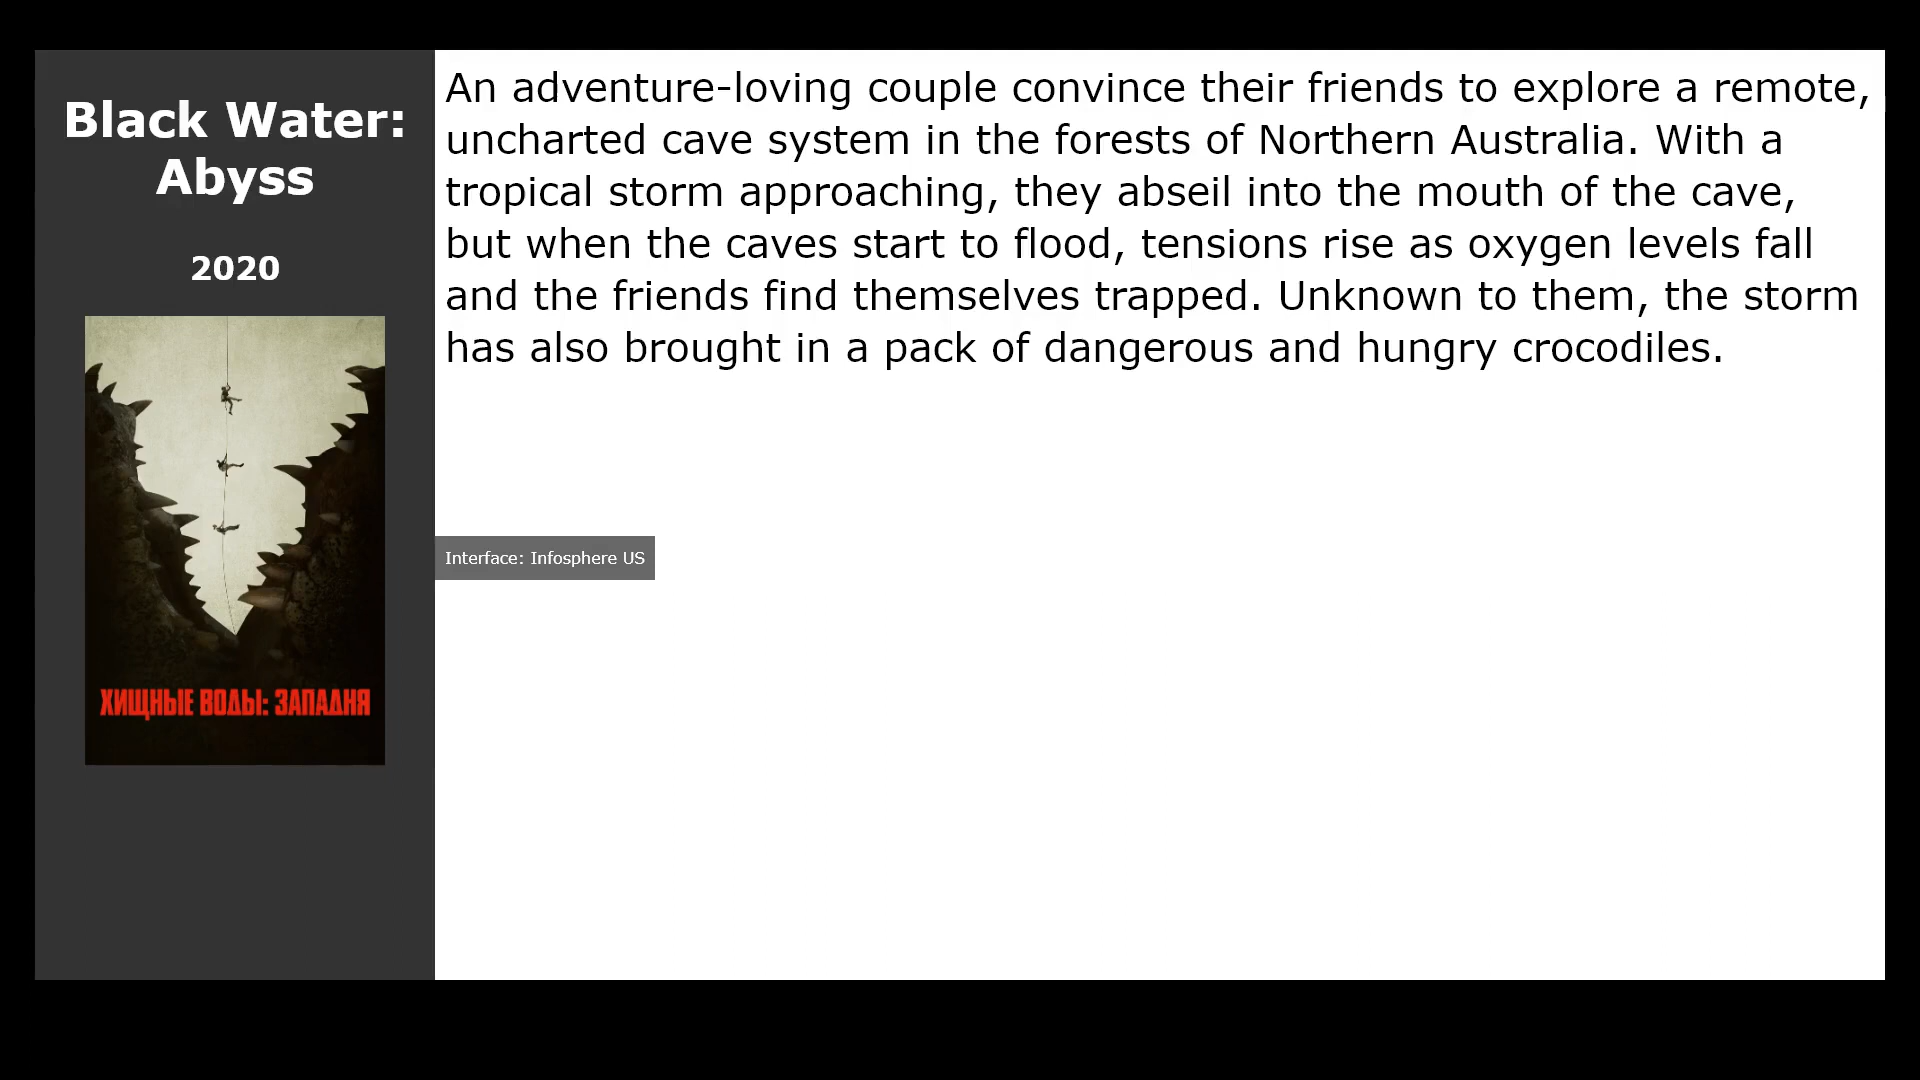 Black Water:
Abyss
2020
ХИЩНЫЕ ВОДЫ: ЗАПАДНЯ
An adventure-loving couple convince their friends to explore a remote,
uncharted cave system in the forests of Northern Australia. With a
tropical storm approaching, they abseil into the mouth of the cave,
but when the caves start to flood, tensions rise as oxygen levels fall
and the friends find themselves trapped. Unknown to them, the storm
has also brought in a pack of dangerous and hungry crocodiles.
Interface: Infosphere US